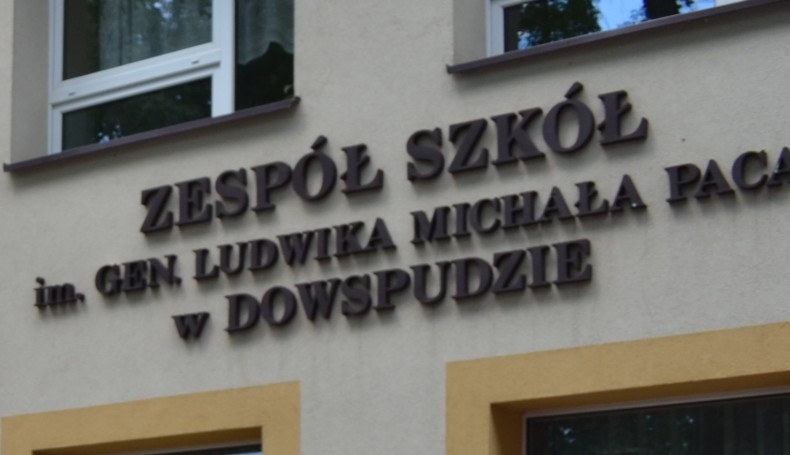 ZESPÓŁ SZKÓŁ
im. GEN. LUDWIKA MICHAŁA PACA
w DOWSPUDZIE